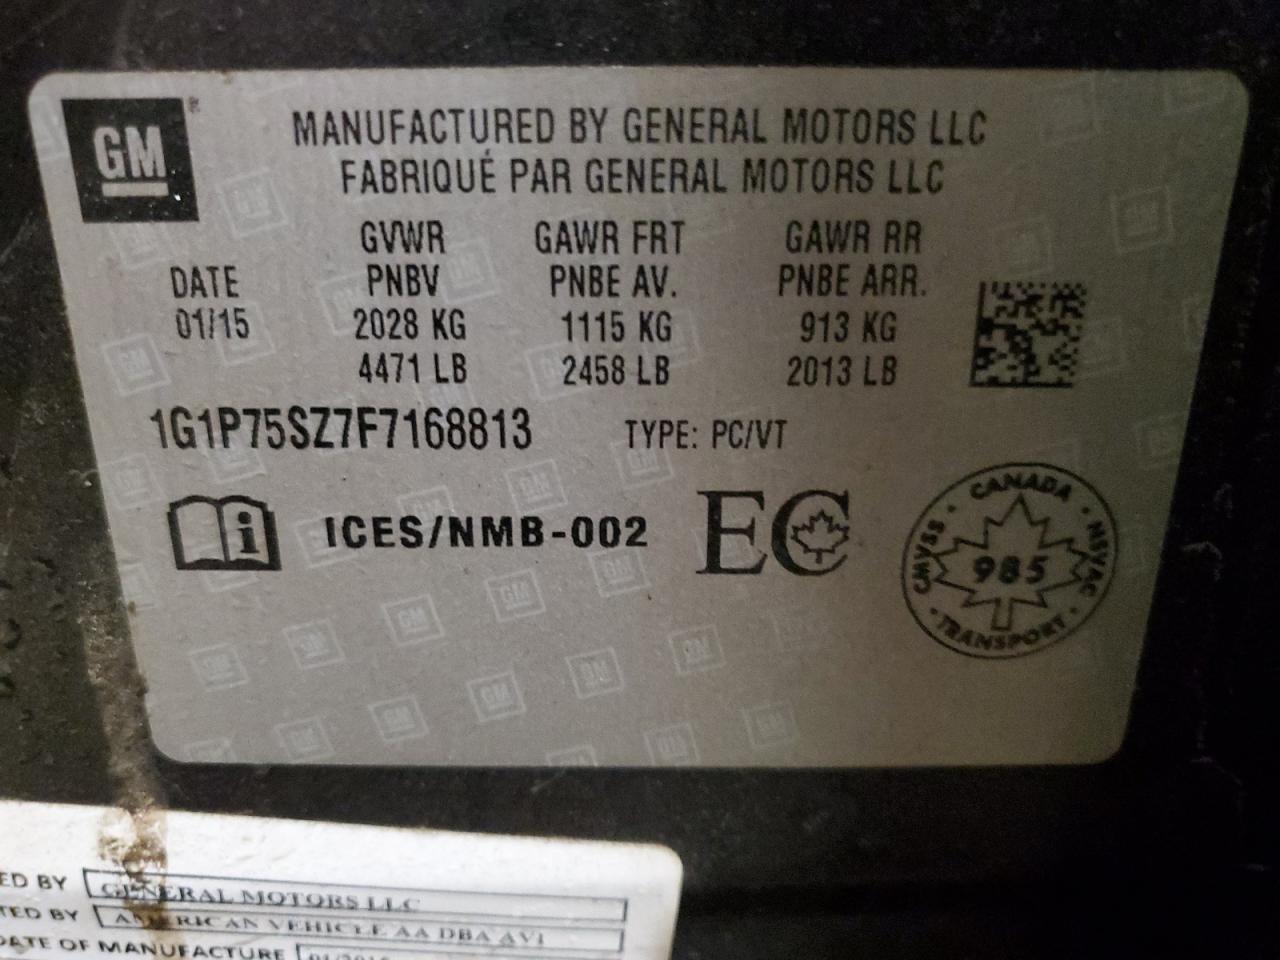 GM
®
MANUFACTURED BY GENERAL MOTORS LLC
FABRIQUÉ PAR GENERAL MOTORS LLC
GVWR GAWR FRT GAWR RR
DATE PNBV PNBE AV. PNBE ARR.
01/15 2028 KG 1115 KG 913 KG
4471 LB 2458 LB 2013 LB
1G1P75SZ7F7168813 TYPE: PC/VT
i ICES/NMB-002 EC
CANADA
CMVSS 985 NSVAC
TRANSPORT
ED BY GENERAL MOTORS LLC
TED BY AMERICAN VEHICLE AA DBA AVI
DATE OF MANUFACTURE